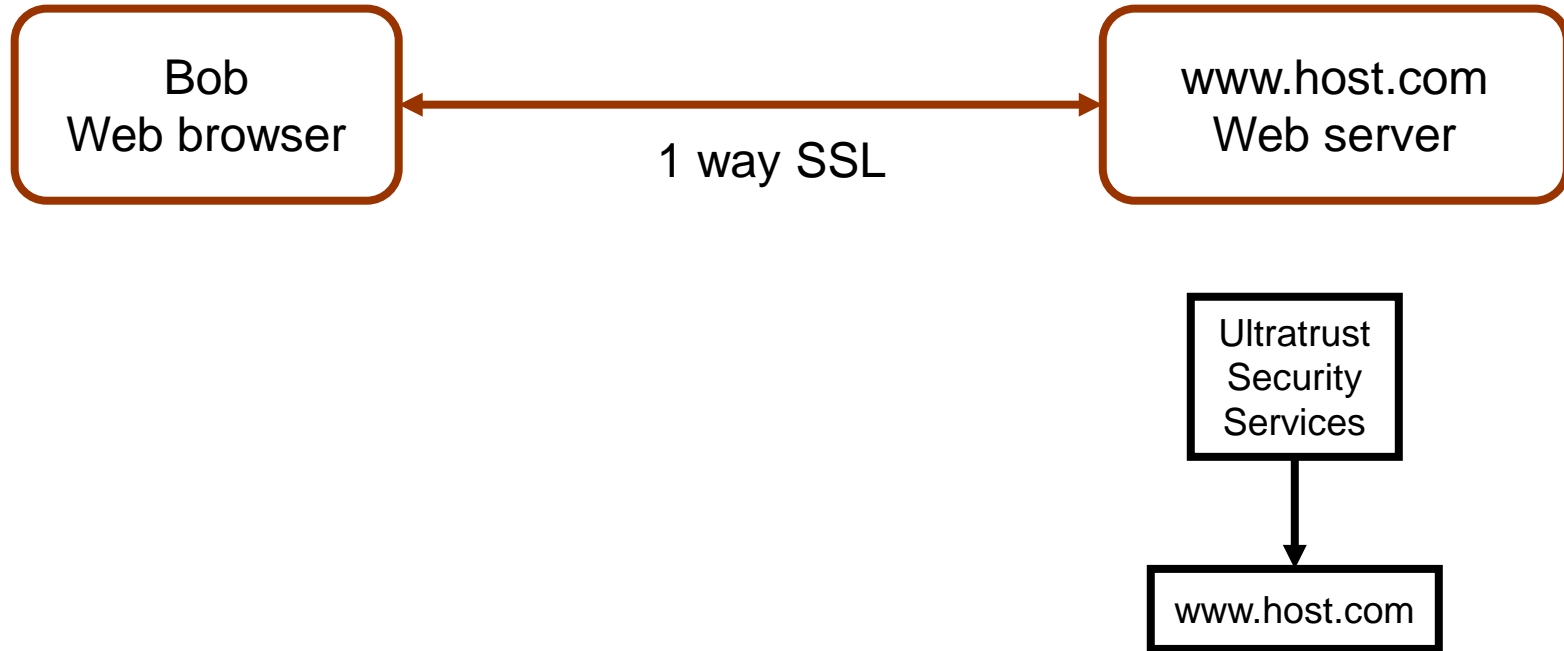 Bob
Web browser
1 way SSL
www.host.com
Web server
Ultratrust
Security
Services
www.host.com